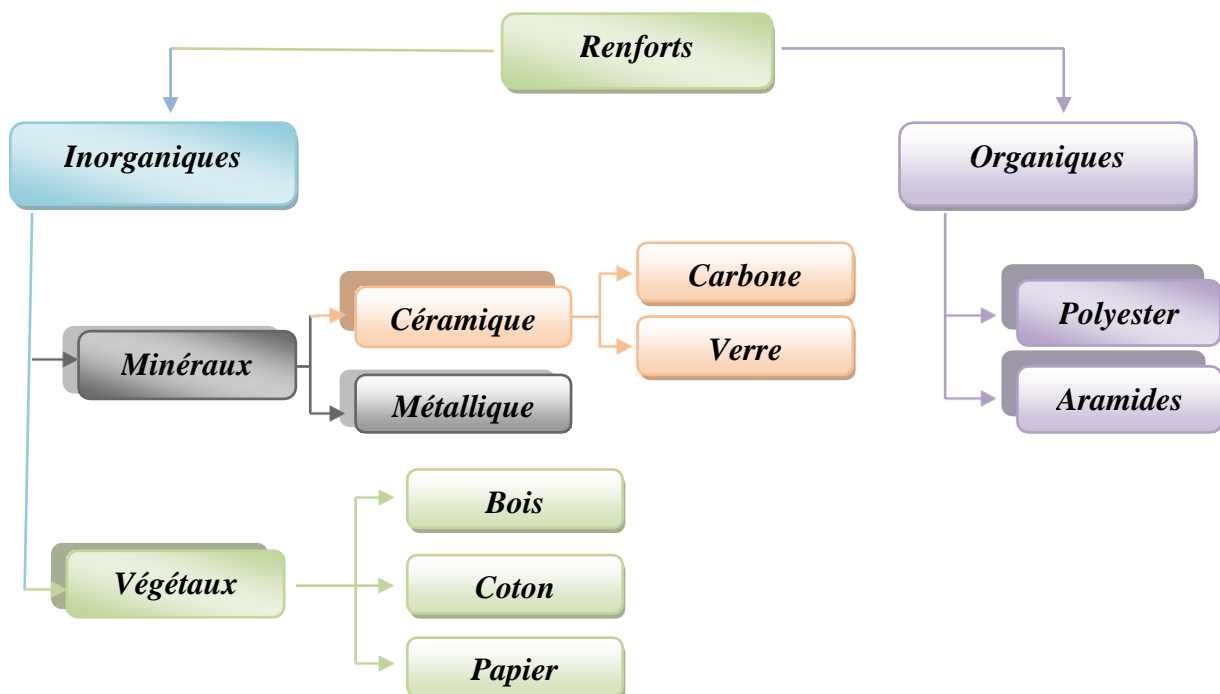 Renforts
Inorganiques
Organiques
Carbone
Céramique
Polyester
Verre
Minéraux
Métallique
Aramides
Bois
Végétaux
Coton
Papier